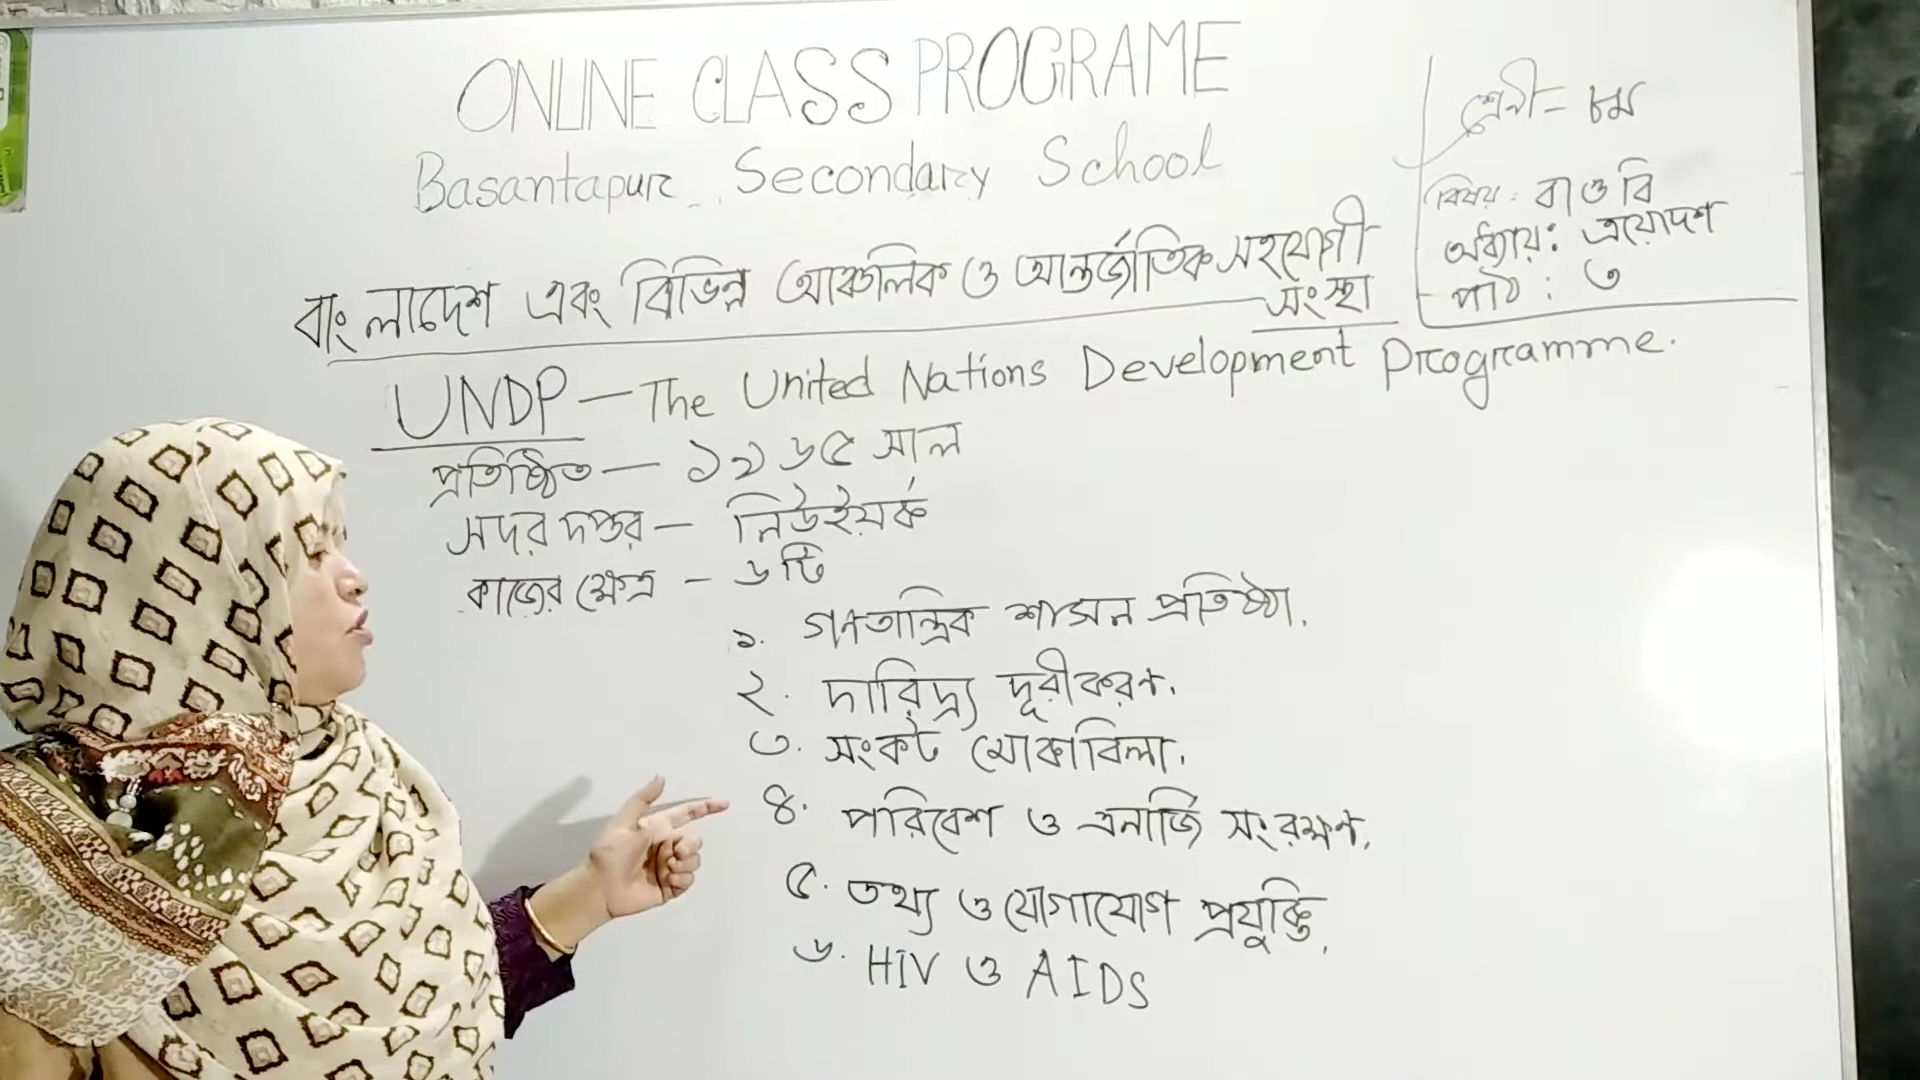 ONLINE CLASS PROGRAME
Basantapur Secondary School
শ্রেণী = ৮ম
বিষয় : বা ও বি
অধ্যায় : ত্রয়োদশ
পাঠ : ৩
বাংলাদেশ এবং বিভিন্ন আঞ্চলিক ও আন্তর্জাতিক সহযোগী
সংস্থা
UNDP – The United Nations Development Programme.
প্রতিষ্ঠিত — ১৯৬৫ সাল
সদর দপ্তর – নিউইয়র্ক
কাজের ক্ষেত্র – ৬টি
১. গণতান্ত্রিক শাসন প্রতিষ্ঠা.
২. দারিদ্র্য দূরীকরণ.
৩. সংকট মোকাবিলা.
৪. পরিবেশ ও এনার্জি সংরক্ষণ.
৫. তথ্য ও যোগাযোগ প্রযুক্তি.
৬. HIV ও AIDS